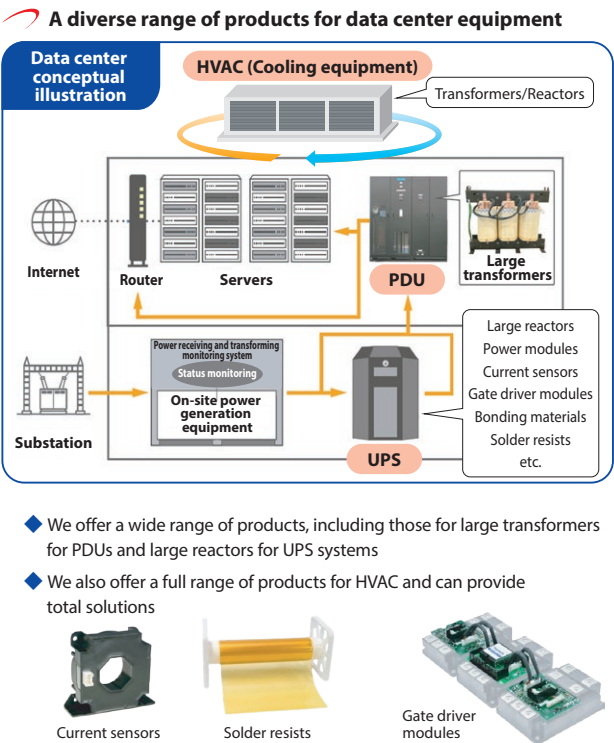 A diverse range of products for data center equipment
Data center
conceptual
illustration
HVAC (Cooling equipment)
Transformers/Reactors
Internet
Router
Servers
PDU
Large
transformers
Substation
Power receiving and transforming
monitoring system
Status monitoring
On-site power
generation
equipment
UPS
Large reactors
Power modules
Current sensors
Gate driver modules
Bonding materials
Solder resists
etc.
◆ We offer a wide range of products, including those for large transformers
for PDUs and large reactors for UPS systems
◆ We also offer a full range of products for HVAC and can provide
total solutions
Current sensors
Solder resists
Gate driver
modules